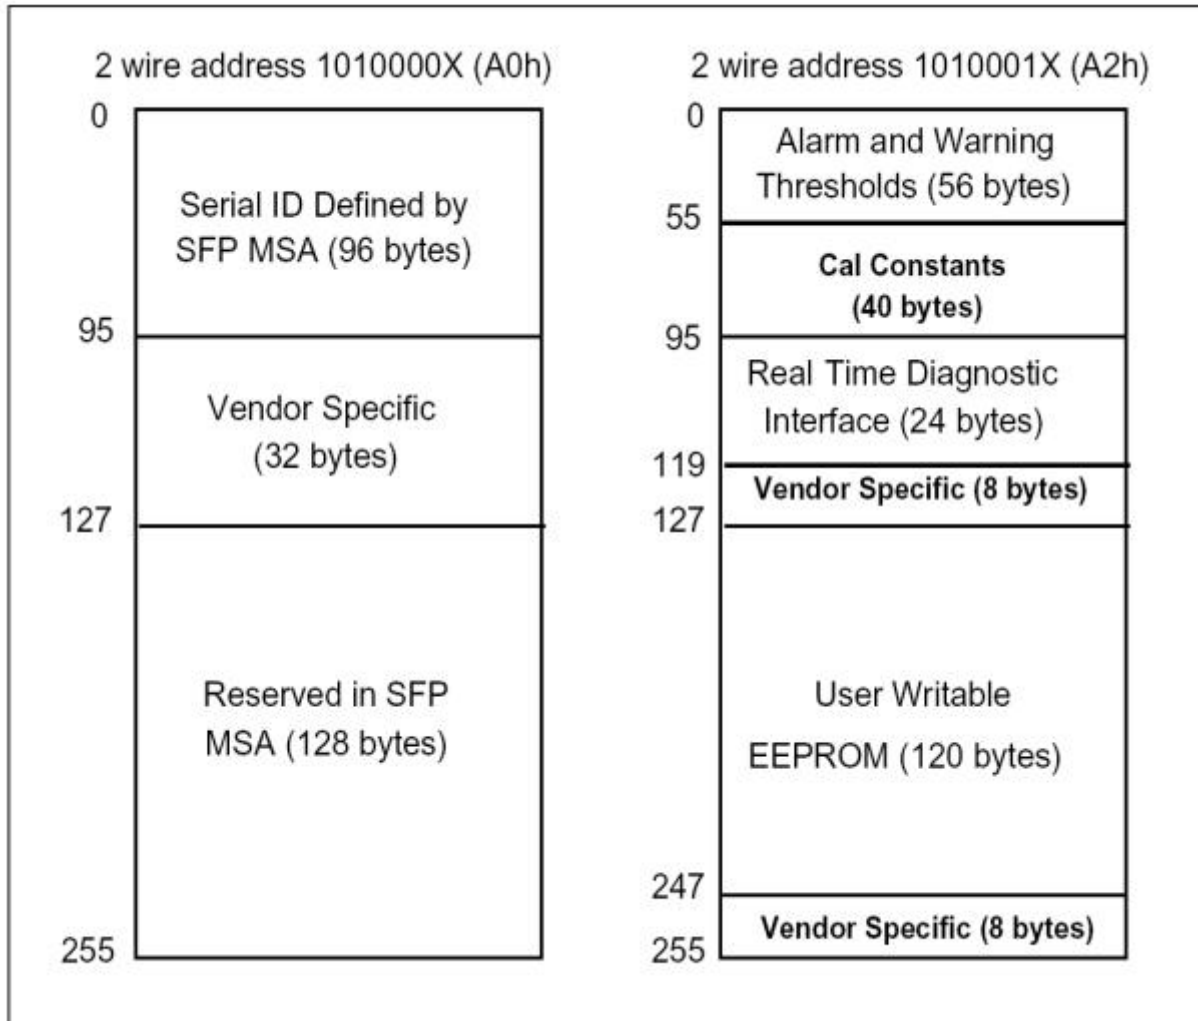 2 wire address 1010000X (A0h)
0
Serial ID Defined by
SFP MSA (96 bytes)
95
Vendor Specific
(32 bytes)
127
Reserved in SFP
MSA (128 bytes)
255
2 wire address 1010001X (A2h)
0
Alarm and Warning
Thresholds (56 bytes)
55
Cal Constants
(40 bytes)
95
Real Time Diagnostic
Interface (24 bytes)
119
Vendor Specific (8 bytes)
127
User Writable
EEPROM (120 bytes)
247
Vendor Specific (8 bytes)
255